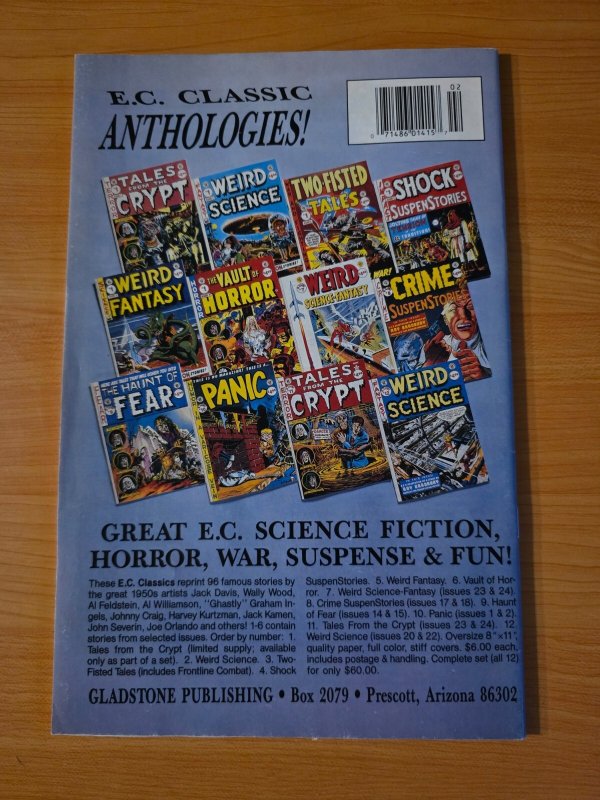 E.C. CLASSIC
ANTHOLOGIES!
02
0 71486 01415 7
TALES
FROM THE
CRYPT
WEIRD
SCIENCE
TWO-FISTED
TALES
SHOCK
SUSPENSTORIES
WEIRD
FANTASY
THE VAULT OF
HORROR
WEIRD
SCIENCE-FANTASY
WAR!
CRIME
SUSPENSTORIES
RAY BRADBURY
THE HAUNT OF
FEAR
PANIC
TALES
FROM THE
CRYPT
WEIRD
SCIENCE
RAY BRADBURY
GREAT E.C. SCIENCE FICTION,
HORROR, WAR, SUSPENSE & FUN!
These E.C. Classics reprint 96 famous stories by
the great 1950s artists Jack Davis, Wally Wood,
Al Feldstein, Al Williamson, "Ghastly" Graham In-
gels, Johnny Craig, Harvey Kurtzman, Jack Kamen,
John Severin, Joe Orlando and others! 1-6 contain
stories from selected issues. Order by number: 1.
Tales from the Crypt (limited supply; available
only as part of a set). 2. Weird Science. 3. Two-
Fisted Tales (includes Frontline Combat). 4. Shock
SuspenStories. 5. Weird Fantasy. 6. Vault of Hor-
ror. 7. Weird Science-Fantasy (issues 23 & 24).
8. Crime SuspenStories (issues 17 & 18). 9. Haunt
of Fear (issues 14 & 2). 10. Panic (issues 1 & 2).
11. Tales From the Crypt (issues 23 & 24). 12.
Weird Science (issues 20 & 22). Oversize 8"×11",
quality paper, full color, stiff covers. $6.00 each,
includes postage & handling. Complete set (all 12)
for only $60.00.
GLADSTONE PUBLISHING • Box 2079 • Prescott, Arizona 86302